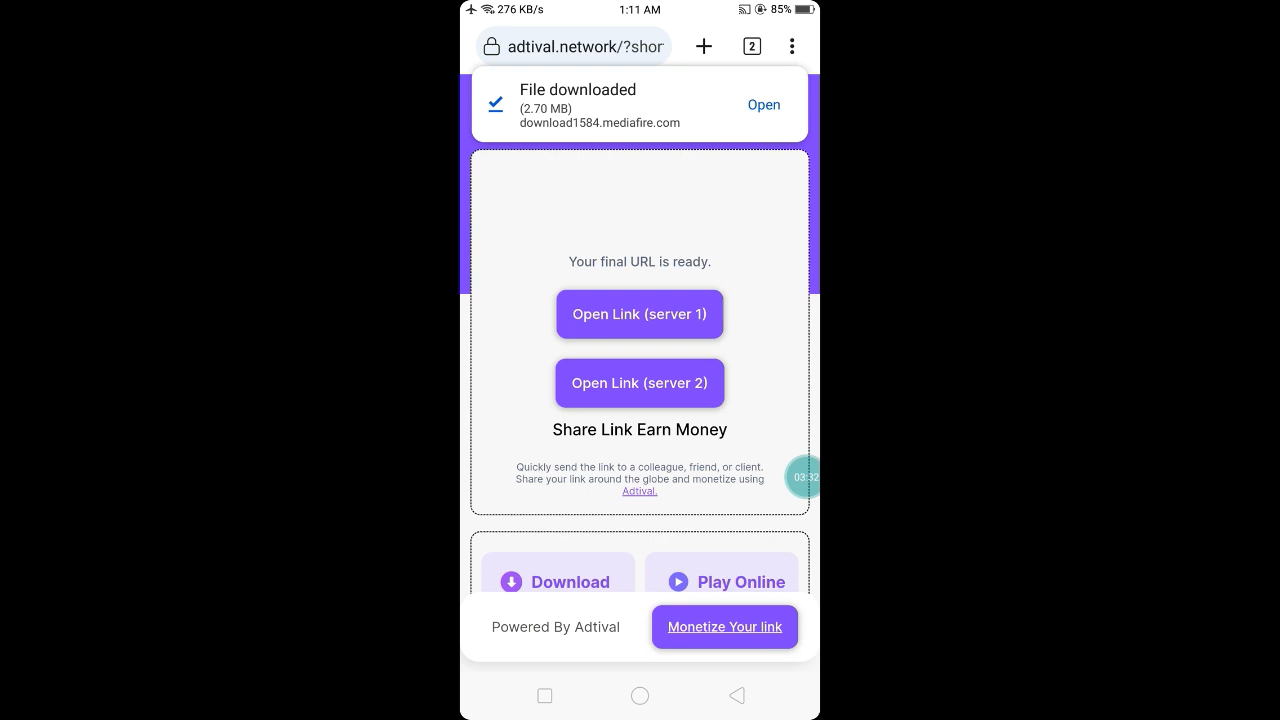 276 KB/s 1:11 AM 85%
adtival.network/?shor
2
File downloaded
(2.70 MB)
download1584.mediafire.com
Open
Your final URL is ready.
Open Link (server 1)
Open Link (server 2)
Share Link Earn Money
Quickly send the link to a colleague, friend, or client.
Share your link around the globe and monetize using
Adtival.
03:32
Download
Play Online
Powered By Adtival
Monetize Your link